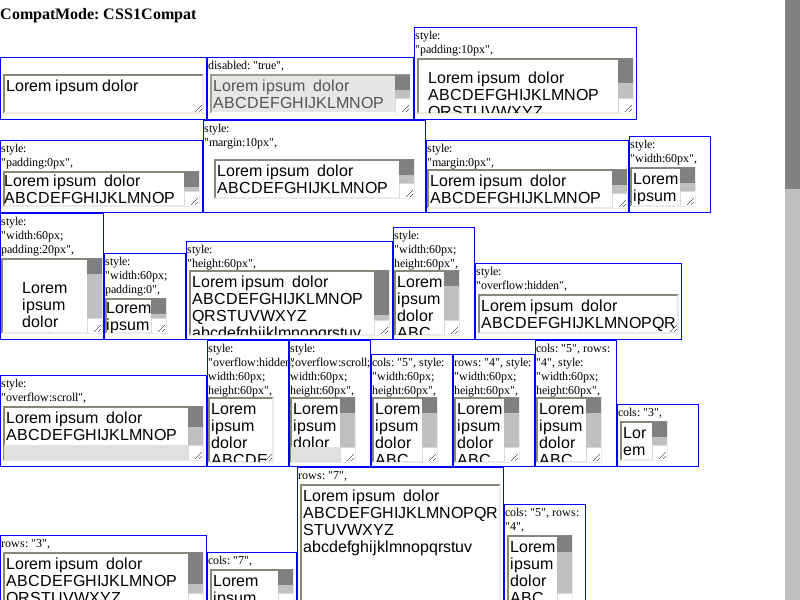 CompatMode: CSS1Compat
Lorem ipsum dolor
disabled: "true",
Lorem ipsum  dolor
ABCDEFGHIJKLMNOP
style:
"padding:10px",
Lorem ipsum  dolor
ABCDEFGHIJKLMNOP
QRSTUVWXYZ
style:
"padding:0px",
Lorem ipsum  dolor
ABCDEFGHIJKLMNOP
style:
"margin:10px",
Lorem ipsum  dolor
ABCDEFGHIJKLMNOP
style:
"margin:0px",
Lorem ipsum  dolor
ABCDEFGHIJKLMNOP
style:
"width:60px",
Lorem
ipsum
style:
"width:60px;
padding:20px",
Lorem
ipsum
dolor
style:
"width:60px;
padding:0",
Lorem
ipsum
style:
"height:60px",
Lorem ipsum  dolor
ABCDEFGHIJKLMNOP
QRSTUVWXYZ
abcdefghijklmnopqrstuv
style:
"width:60px;
height:60px",
Lorem
ipsum
dolor
ABC
style:
"overflow:hidden",
Lorem ipsum  dolor
ABCDEFGHIJKLMNOPQR
style:
"overflow:scroll",
Lorem ipsum  dolor
ABCDEFGHIJKLMNOP
style:
"overflow:hidden;
width:60px;
height:60px",
Lorem
ipsum
dolor
ABCDE
style:
"overflow:scroll;
width:60px;
height:60px",
Lorem
ipsum
dolor
cols: "5", style:
"width:60px;
height:60px",
Lorem
ipsum
dolor
ABC
rows: "4", style:
"width:60px;
height:60px",
Lorem
ipsum
dolor
ABC
cols: "5", rows:
"4", style:
"width:60px;
height:60px",
Lorem
ipsum
dolor
ABC
cols: "3",
Lor
em
rows: "3",
Lorem ipsum  dolor
ABCDEFGHIJKLMNOP
QRSTUVWXYZ
cols: "7",
Lorem
ipsum
rows: "7",
Lorem ipsum  dolor
ABCDEFGHIJKLMNOPQR
STUVWXYZ
abcdefghijklmnopqrstuv
cols: "5", rows:
"4",
Lorem
ipsum
dolor
ABC